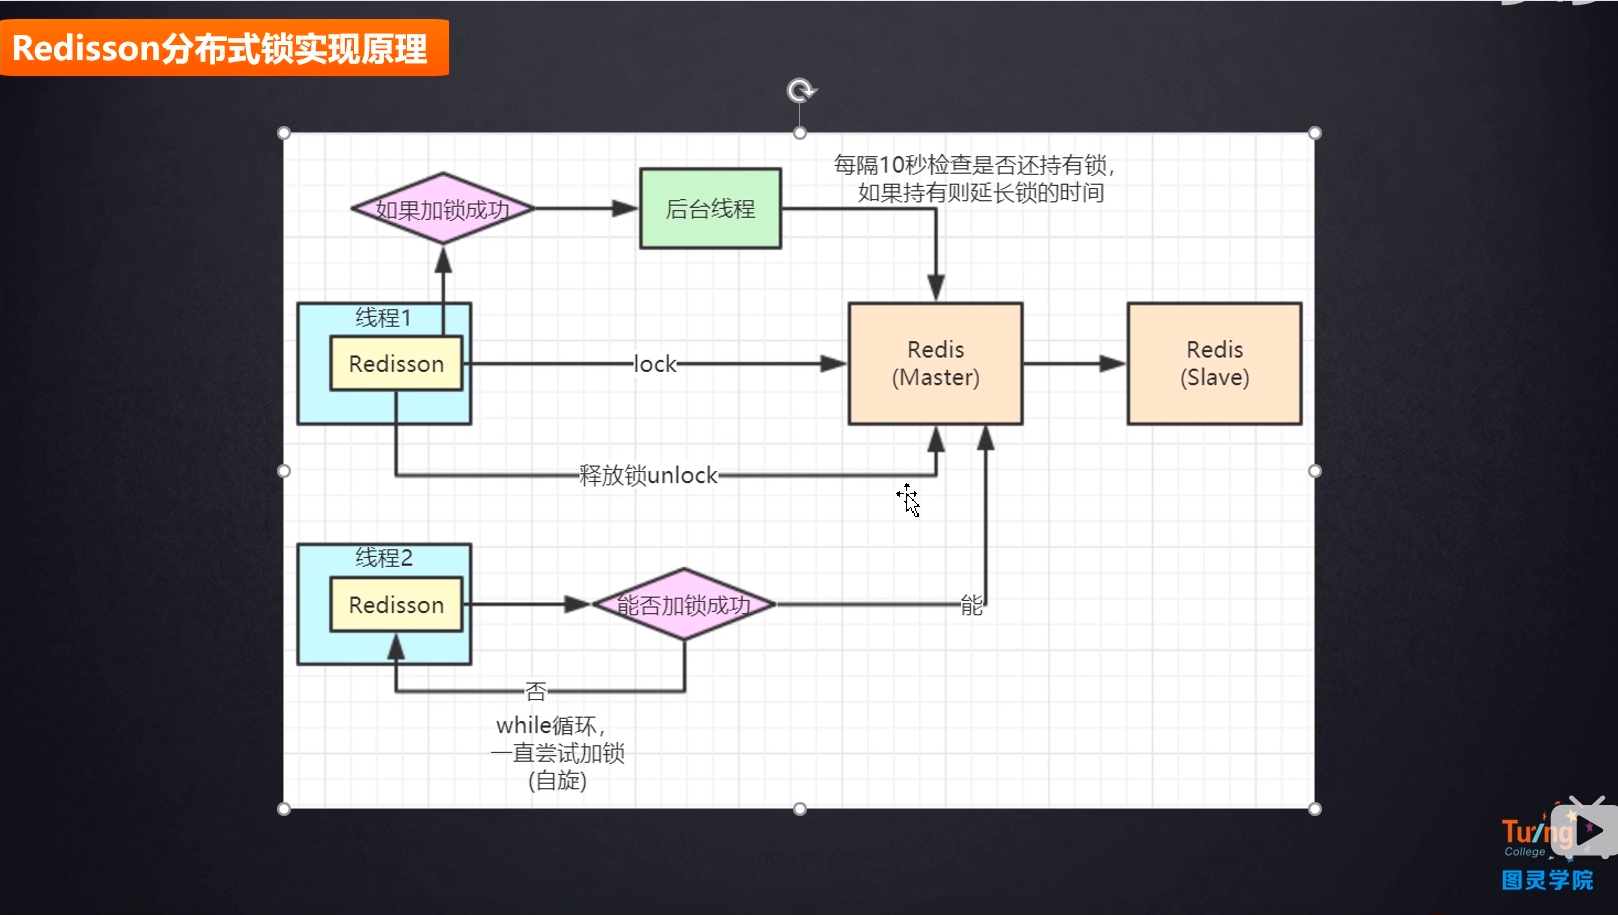 Redisson分布式锁实现原理
每隔10秒检查是否还持有锁，
如果持有则延长锁的时间
如果加锁成功
后台线程
线程1
Redisson
lock
Redis
(Master)
Redis
(Slave)
释放锁unlock
线程2
Redisson
能否加锁成功
能
否
while循环，
一直尝试加锁
(自旋)
Tuling
College
图灵学院